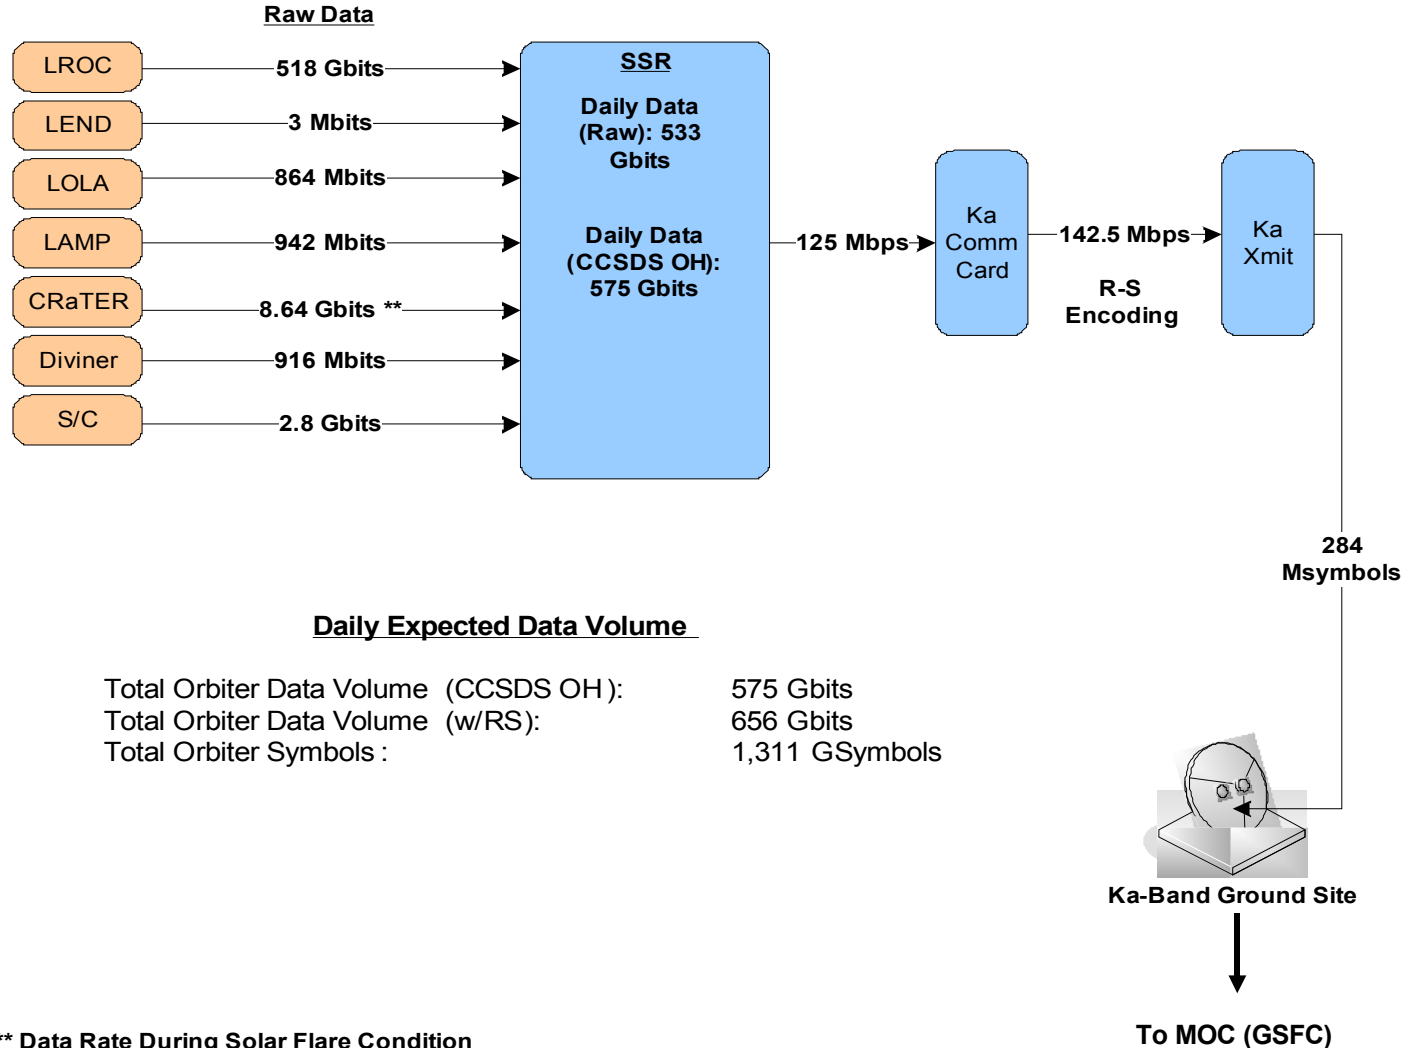 Raw Data
LROC
518 Gbits
LEND
3 Mbits
LOLA
864 Mbits
LAMP
942 Mbits
CRaTER
8.64 Gbits **
Diviner
916 Mbits
S/C
2.8 Gbits
SSR
Daily Data
(Raw): 533
Gbits
Daily Data
(CCSDS OH):
575 Gbits
125 Mbps
Ka
Comm
Card
142.5 Mbps
R-S
Encoding
Ka
Xmit
284
Msymbols
Daily Expected Data Volume
Total Orbiter Data Volume (CCSDS OH): 575 Gbits
Total Orbiter Data Volume (w/RS): 656 Gbits
Total Orbiter Symbols: 1,311 GSymbols
Ka-Band Ground Site
To MOC (GSFC)
** Data Rate During Solar Flare Condition